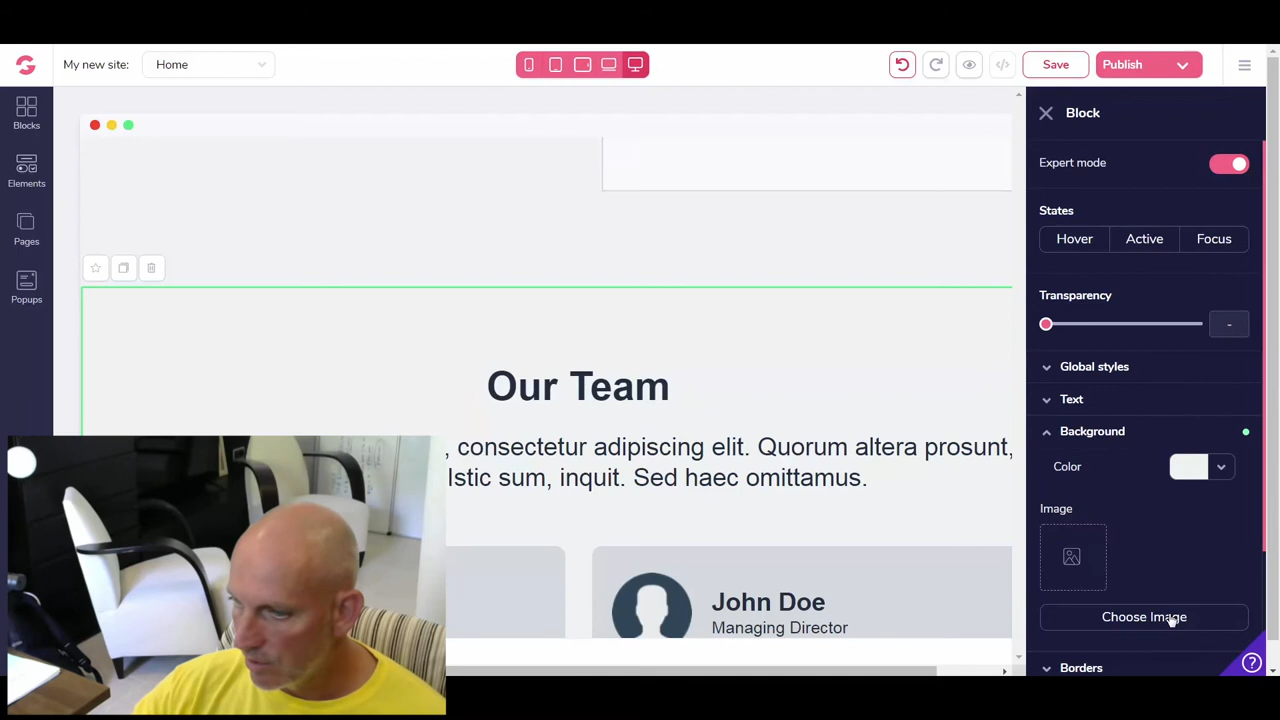 My new site:
Home
Save
Publish
Blocks
Elements
Pages
Popups
Block
Expert mode
States
Hover
Active
Focus
Transparency
-
Global styles
Text
Background
Color
Image
Choose Image
Borders
?
Our Team
, consectetur adipiscing elit. Quorum altera prosunt,
Istic sum, inquit. Sed haec omittamus.
John Doe
Managing Director